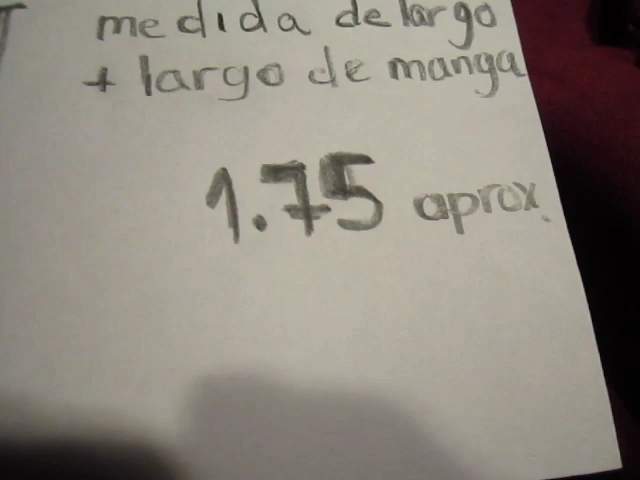 medida de largo
+ largo de manga
1.75 aprox.